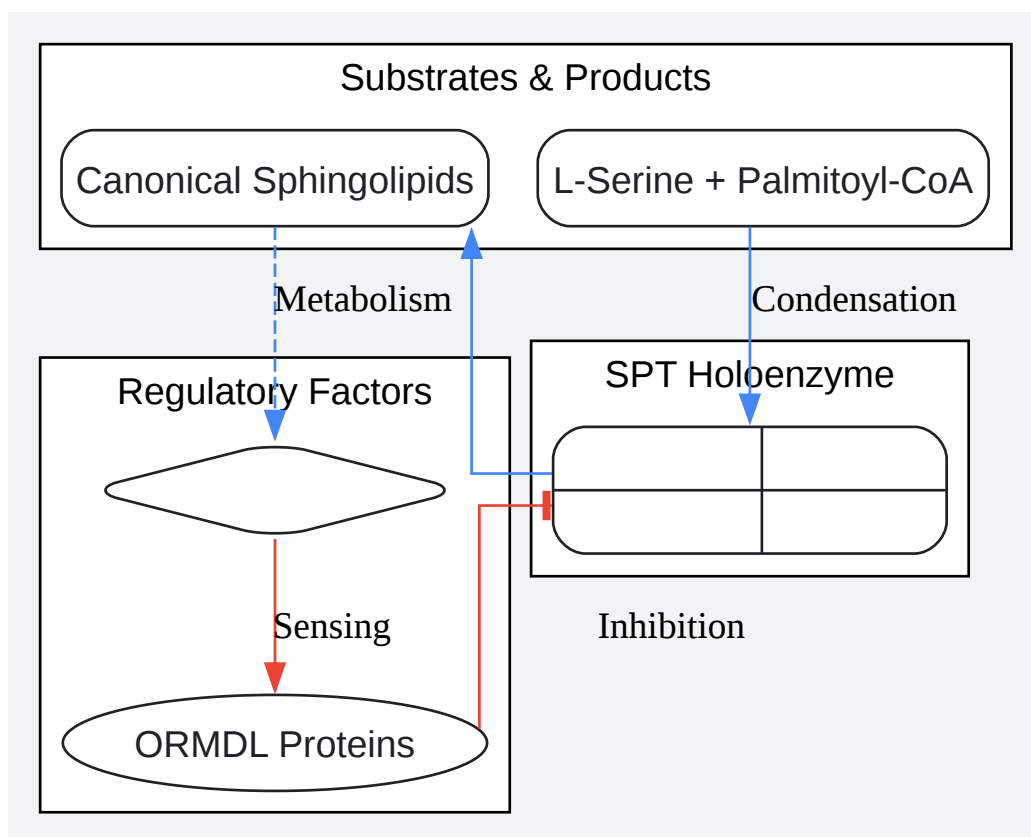 Substrates & Products
Canonical Sphingolipids
L-Serine + Palmitoyl-CoA
Metabolism
Condensation
Regulatory Factors
SPT Holoenzyme
Sensing
Inhibition
ORMDL Proteins